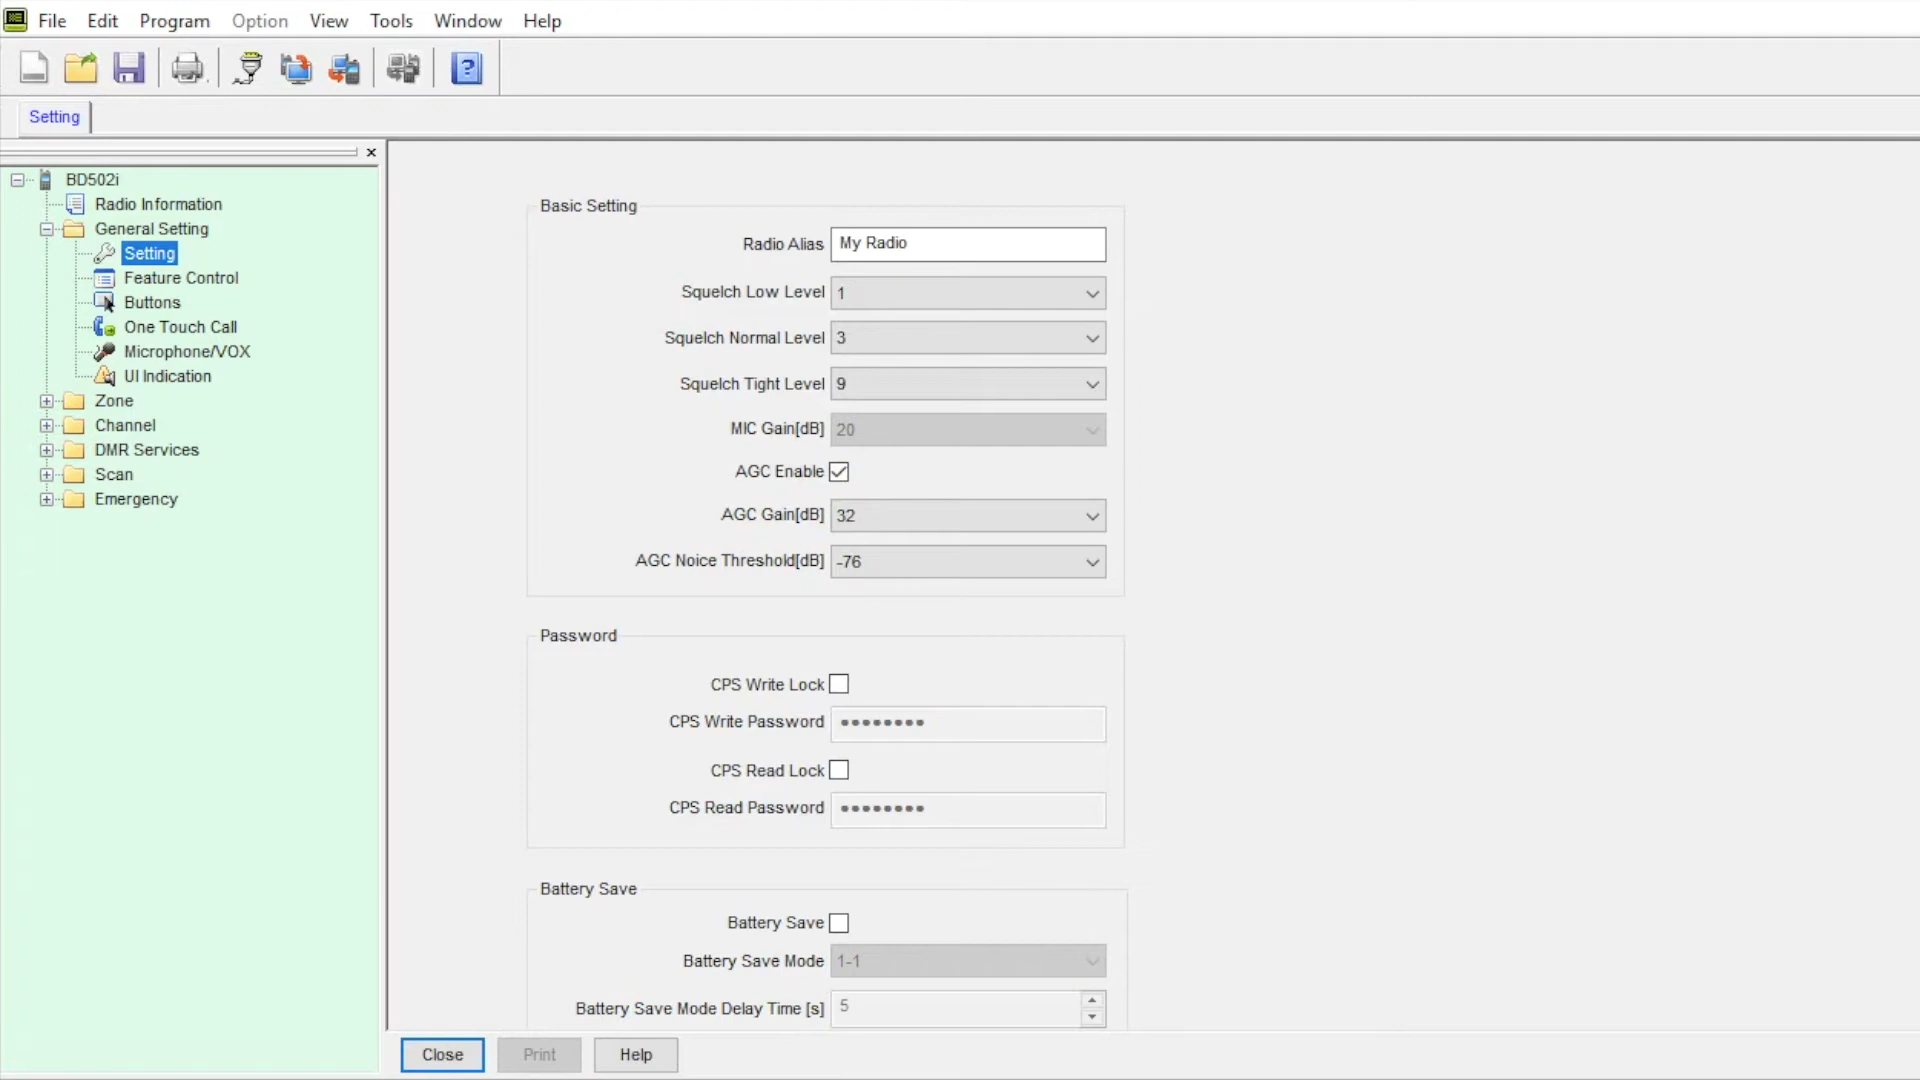 File Edit Program Option View Tools Window Help
Setting
BD502i
Radio Information
General Setting
Setting
Feature Control
Buttons
One Touch Call
Microphone/VOX
UI Indication
Zone
Channel
DMR Services
Scan
Emergency
Basic Setting
Radio Alias My Radio
Squelch Low Level 1
Squelch Normal Level 3
Squelch Tight Level 9
MIC Gain[dB] 20
AGC Enable
AGC Gain[dB] 32
AGC Noice Threshold[dB] -76
Password
CPS Write Lock
CPS Write Password ●●●●●●●●
CPS Read Lock
CPS Read Password ●●●●●●●●
Battery Save
Battery Save
Battery Save Mode 1-1
Battery Save Mode Delay Time [s] 5
Close Print Help